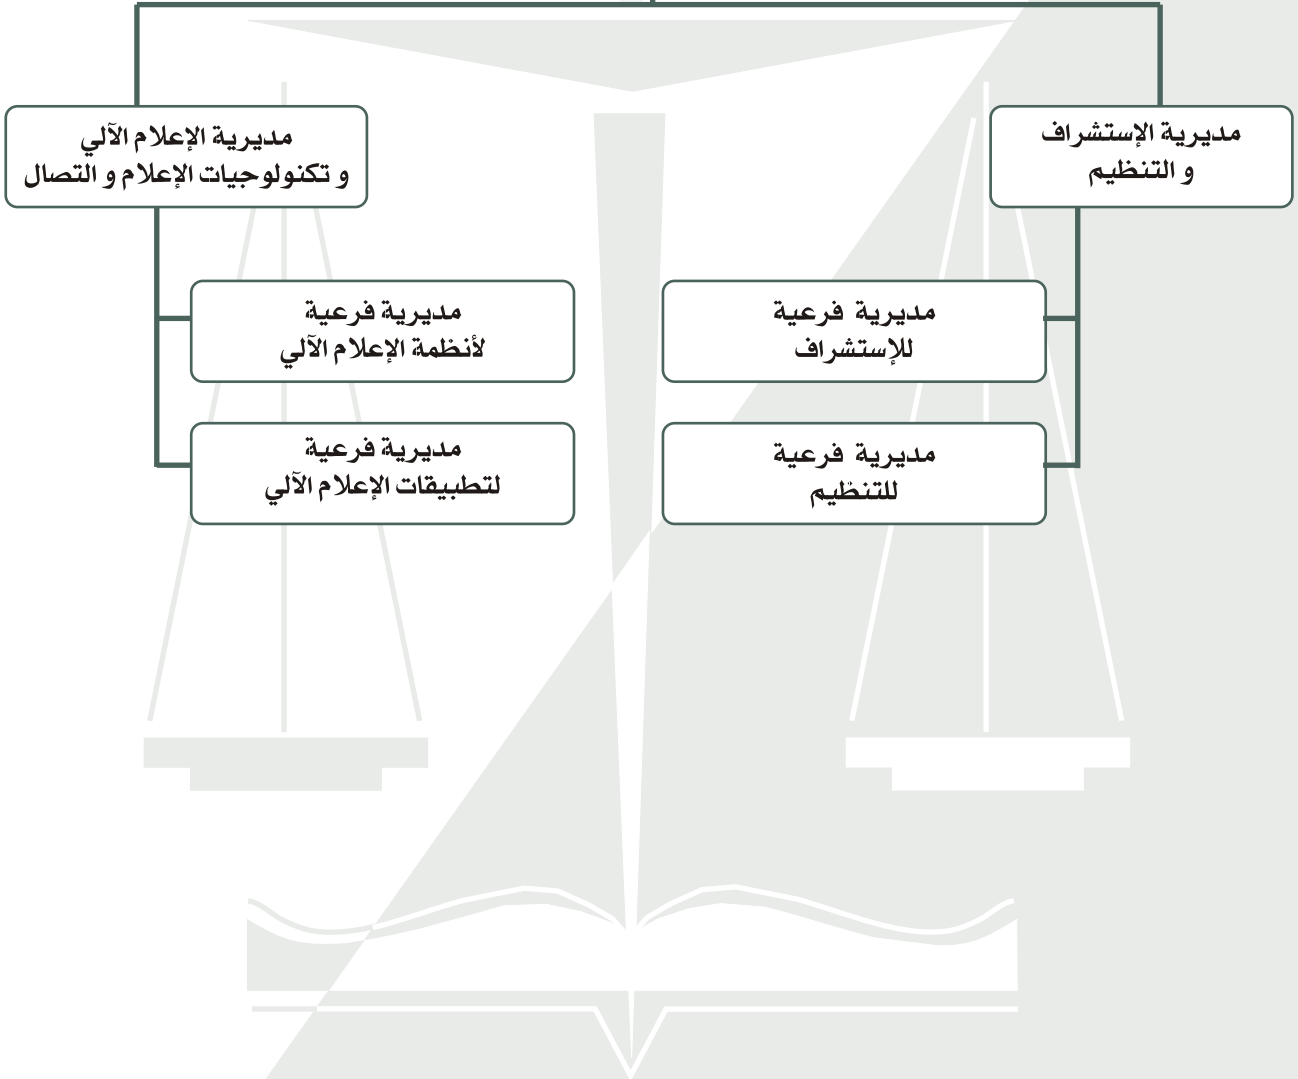 مديرية الإستشراف
و التنظيم
مديرية فرعية
للإستشراف
مديرية فرعية
للتنظيم
مديرية الإعلام الآلي
و تكنولوجيات الإعلام و التصال
مديرية فرعية
لأنظمة الإعلام الآلي
مديرية فرعية
لتطبيقات الإعلام الآلي